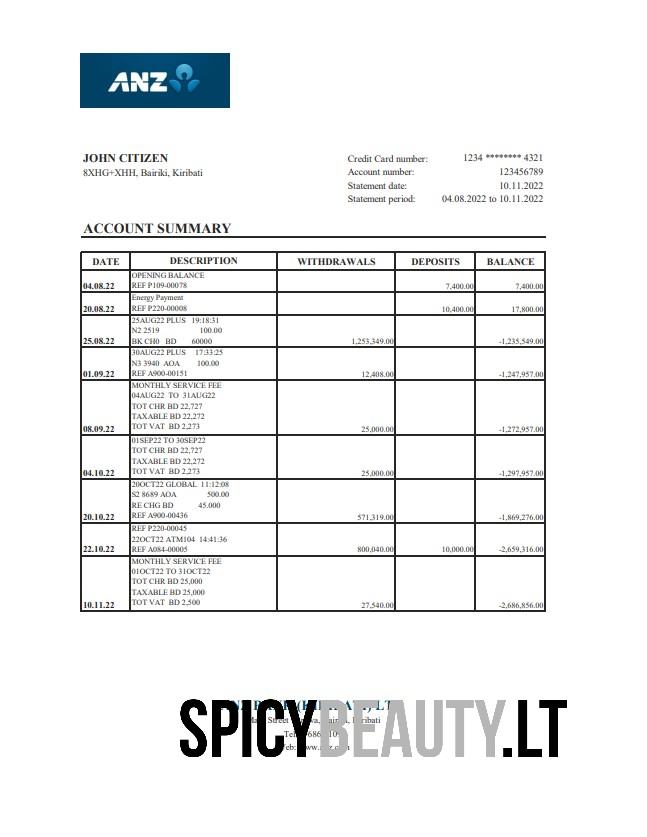 ANZ
JOHN CITIZEN
8XHG+XHH, Bairiki, Kiribati
Credit Card number: 1234 ******** 4321
Account number: 123456789
Statement date: 10.11.2022
Statement period: 04.08.2022 to 10.11.2022
ACCOUNT SUMMARY
DATE DESCRIPTION WITHDRAWALS DEPOSITS BALANCE
OPENING BALANCE
04.08.22 REF P109-00078 7,400.00 7,400.00
Energy Payment
20.08.22 REF P220-00008 10,400.00 17,800.00
25AUG22 PLUS 19:18:31
N2 2519 100.00
25.08.22 BK CH0 BD 60000 1,253,349.00 -1,235,549.00
30AUG22 PLUS 17:33:25
N3 3940 AOA 100.00
01.09.22 REF A900-00151 12,408.00 -1,247,957.00
MONTHLY SERVICE FEE
04AUG22 TO 31AUG22
TOT CHR BD 22,727
TAXABLE BD 22,272
TOT VAT BD 2,273
08.09.22 25,000.00 -1,272,957.00
01SEP22 TO 30SEP22
TOT CHR BD 22,727
TAXABLE BD 22,272
TOT VAT BD 2,273
04.10.22 25,000.00 -1,297,957.00
20OCT22 GLOBAL 11:12:08
S2 8689 AOA 500.00
RE CHG BD 45.000
20.10.22 REF A900-00436 571,319.00 -1,869,276.00
REF P220-00045
22OCT22 ATM104 14:41:36
22.10.22 REF A084-00005 800,040.00 10,000.00 -2,659,316.00
MONTHLY SERVICE FEE
01OCT22 TO 31OCT22
TOT CHR BD 25,000
TAXABLE BD 25,000
TOT VAT BD 2,500
10.11.22 27,540.00 -2,686,856.00
SPICYBEAUTY.LT